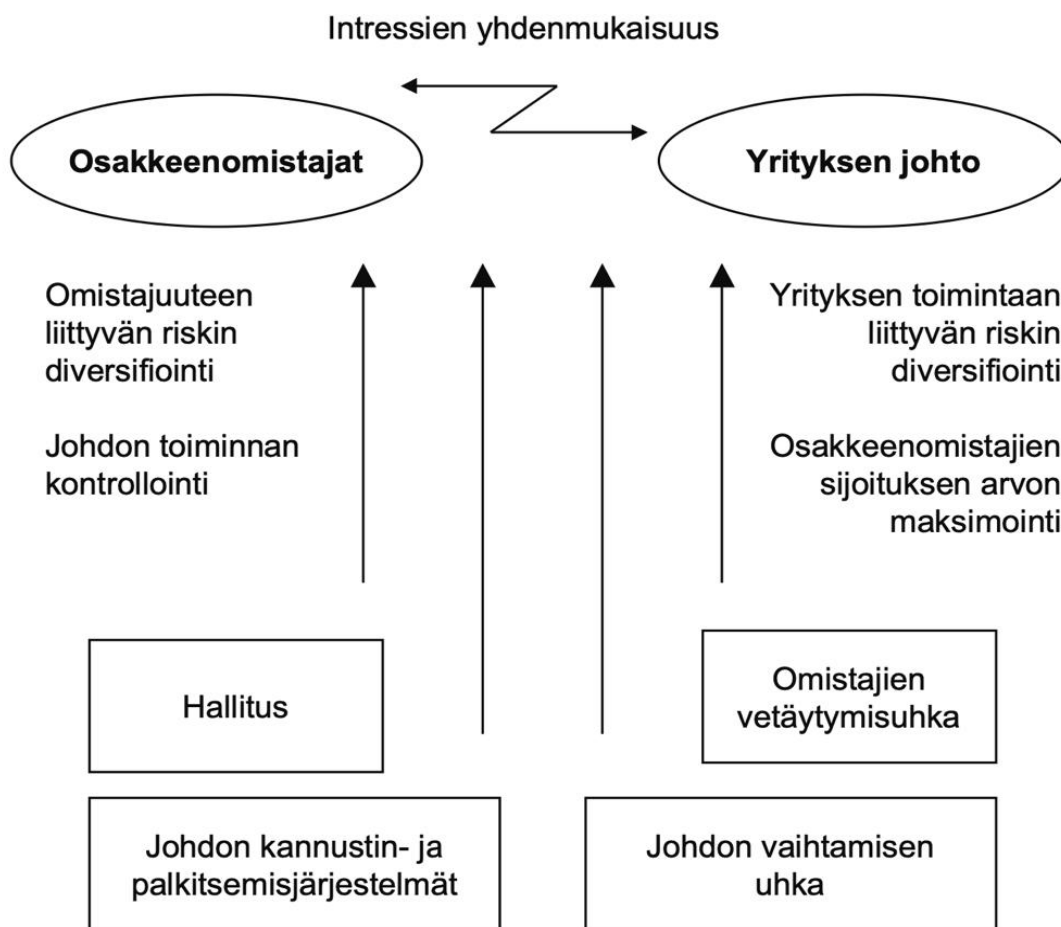 Intressien yhdenmukaisuus
Osakkeenomistajat
Yrityksen johto
Omistajuuteen
liittyvän riskin
diversifiointi
Johdon toiminnan
kontrollointi
Yrityksen toimintaan
liittyvän riskin
diversifiointi
Osakkeenomistajien
sijoituksen arvon
maksimointi
Hallitus
Omistajien
vetäytymisuhka
Johdon kannustin- ja
palkitsemisjärjestelmät
Johdon vaihtamisen
uhka